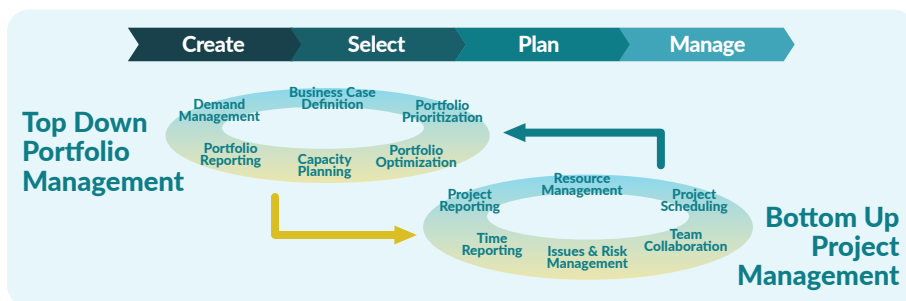 Create
Select
Plan
Manage
Top Down
Portfolio
Management
Demand
Management
Business Case
Definition
Portfolio
Prioritization
Portfolio
Reporting
Capacity
Planning
Portfolio
Optimization
Project
Reporting
Resource
Management
Project
Scheduling
Time
Reporting
Issues & Risk
Management
Team
Collaboration
Bottom Up
Project
Management